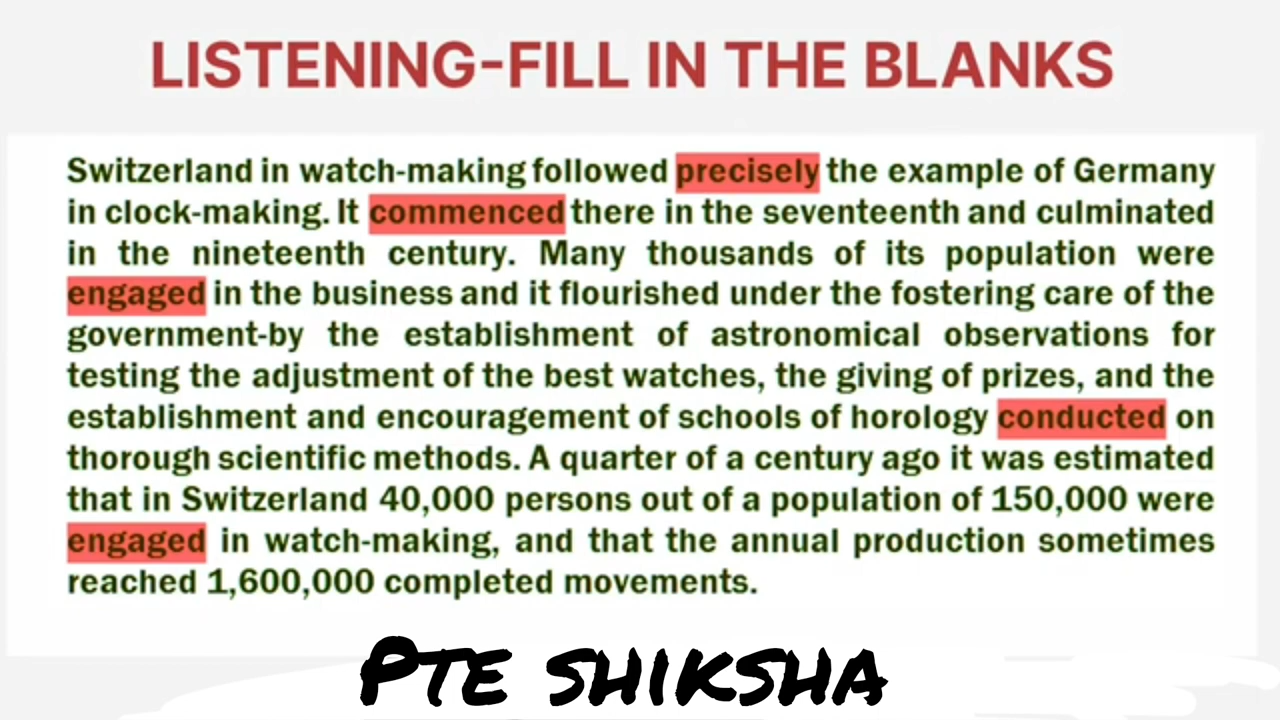 LISTENING-FILL IN THE BLANKS
Switzerland in watch-making followed precisely the example of Germany
in clock-making. It commenced there in the seventeenth and culminated
in the nineteenth century. Many thousands of its population were
engaged in the business and it flourished under the fostering care of the
government-by the establishment of astronomical observations for
testing the adjustment of the best watches, the giving of prizes, and the
establishment and encouragement of schools of horology conducted on
thorough scientific methods. A quarter of a century ago it was estimated
that in Switzerland 40,000 persons out of a population of 150,000 were
engaged in watch-making, and that the annual production sometimes
reached 1,600,000 completed movements.
PTE SHIKSHA